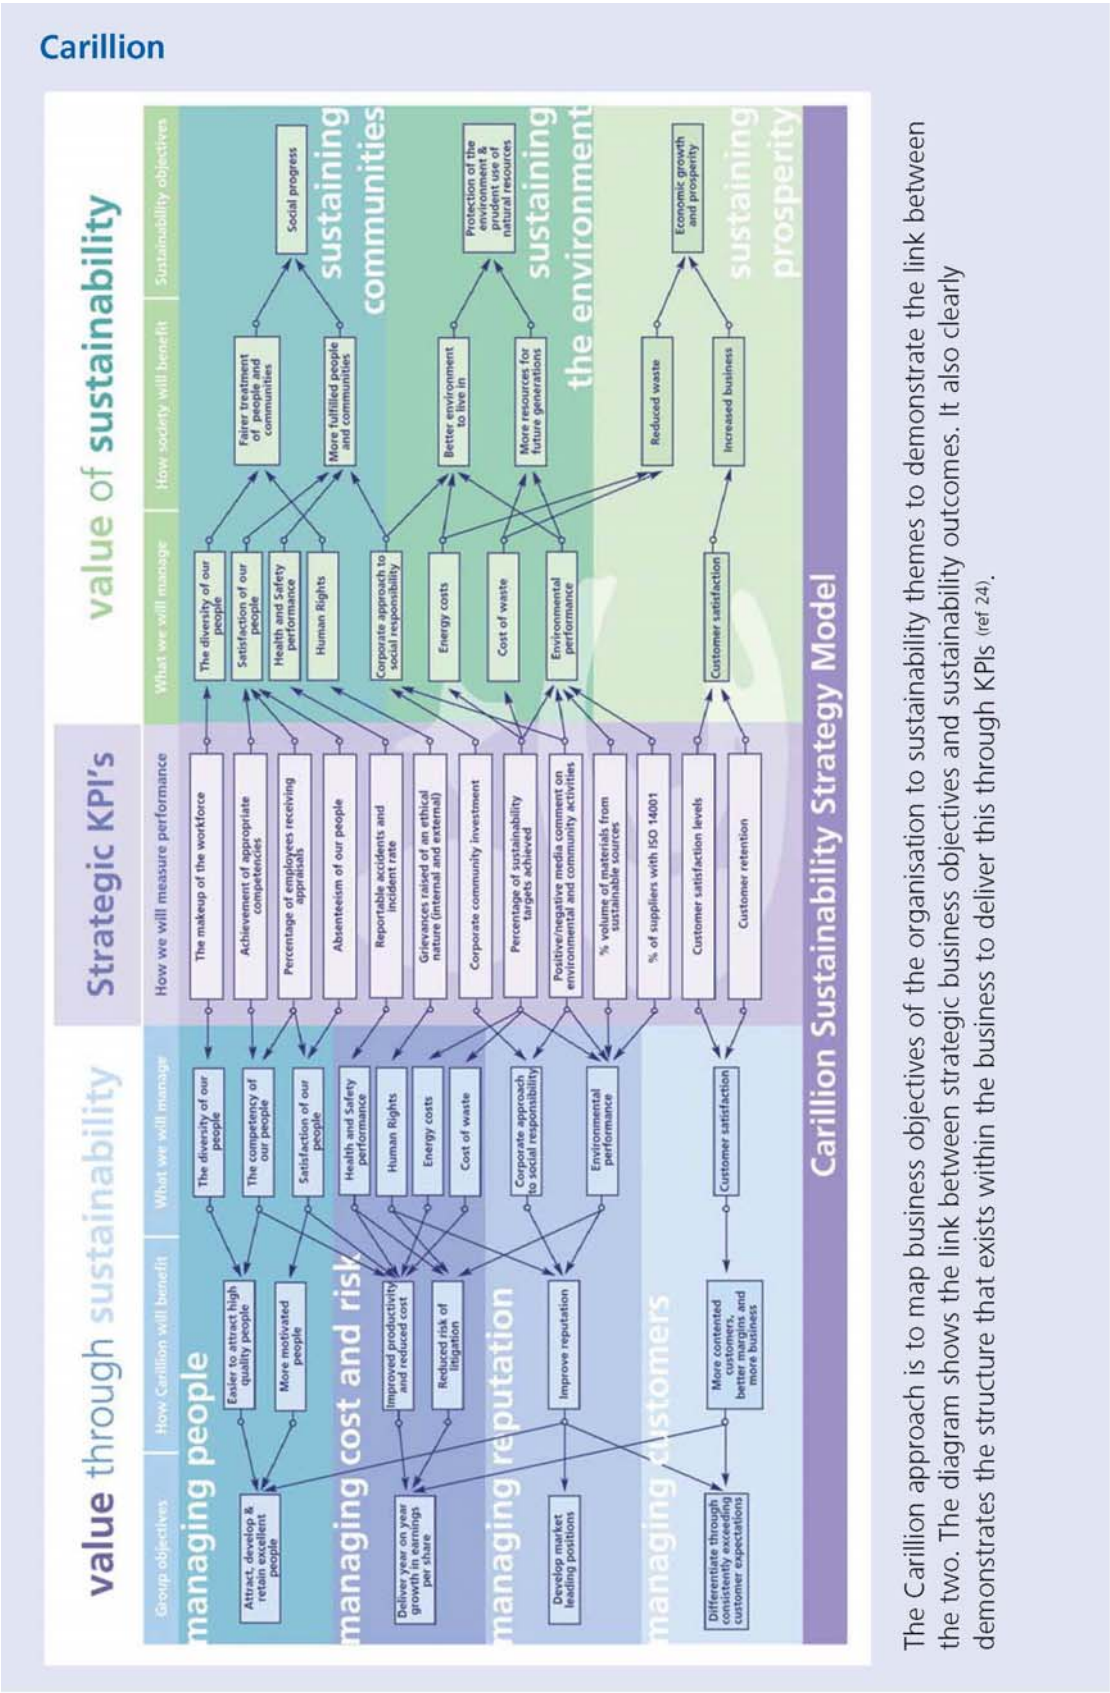 Carillion
value through sustainability
Strategic KPI's
value of sustainability
Group objectives
How Carillion will benefit
What we will manage
How we will measure performance
What we will manage
How society will benefit
Sustainability objectives
managing people
managing cost and risk
managing reputation
managing customers
Attract, develop &
retain excellent
people
Deliver year on year
growth in earnings
per share
Develop market
leading positions
Differentiate through
consistently exceeding
customer expectations
Easier to attract high
quality people
More motivated
people
Improved productivity
and reduced cost
Reduced risk of
litigation
Improve reputation
More contented
customers,
better margins and
more business
The diversity of our
people
The competency of
our people
Satisfaction of our
people
Health and Safety
performance
Human Rights
Energy costs
Cost of waste
Corporate approach
to social responsibility
Environmental
performance
Customer satisfaction
The makeup of the workforce
Achievement of appropriate
competencies
Percentage of employees receiving
appraisals
Absenteeism of our people
Reportable accidents and
incident rate
Grievances raised of an ethical
nature (internal and external)
Corporate community investment
Percentage of sustainability
targets achieved
Positive/negative media comment on
environmental and community activities
% volume of materials from
sustainable sources
% of suppliers with ISO 14001
Customer satisfaction levels
Customer retention
The diversity of our
people
Satisfaction of our
people
Health and Safety
performance
Human Rights
Corporate approach to
social responsibility
Energy costs
Cost of waste
Environmental
performance
Customer satisfaction
Fairer treatment
of people and
communities
More fulfilled people
and communities
Better environment
to live in
More resources for
future generations
Reduced waste
Increased business
Social progress
Protection of the
environment &
prudent use of
natural resources
Economic growth
and prosperity
sustaining
communities
sustaining
the environment
sustaining
prosperity
Carillion Sustainability Strategy Model
The Carillion approach is to map business objectives of the organisation to sustainability themes to demonstrate the link between
the two. The diagram shows the link between strategic business objectives and sustainability outcomes. It also clearly
demonstrates the structure that exists within the business to deliver this through KPIs (ref 24).